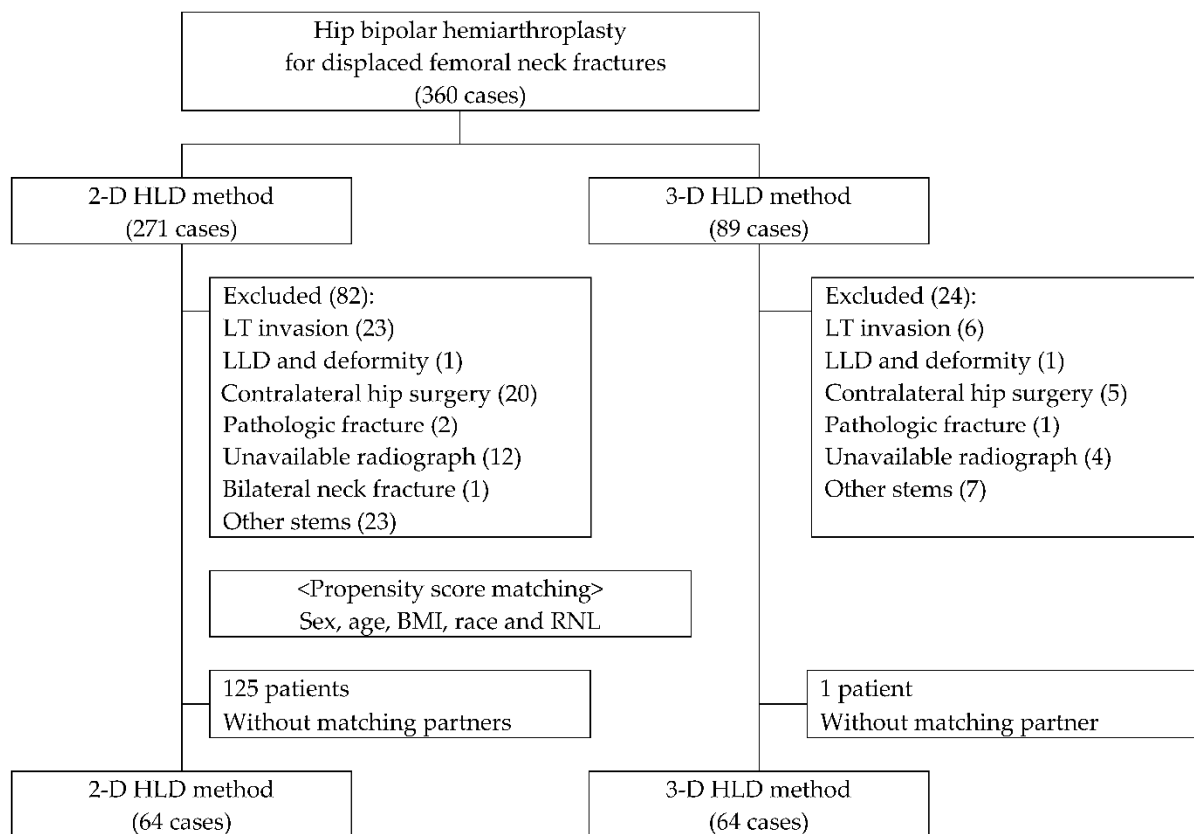 Hip bipolar hemiarthroplasty
for displaced femoral neck fractures
(360 cases)
2-D HLD method
(271 cases)
3-D HLD method
(89 cases)
Excluded (82):
LT invasion (23)
LLD and deformity (1)
Contralateral hip surgery (20)
Pathologic fracture (2)
Unavailable radiograph (12)
Bilateral neck fracture (1)
Other stems (23)
Excluded (24):
LT invasion (6)
LLD and deformity (1)
Contralateral hip surgery (5)
Pathologic fracture (1)
Unavailable radiograph (4)
Other stems (7)
<Propensity score matching>
Sex, age, BMI, race and RNL
125 patients
Without matching partners
1 patient
Without matching partner
2-D HLD method
(64 cases)
3-D HLD method
(64 cases)